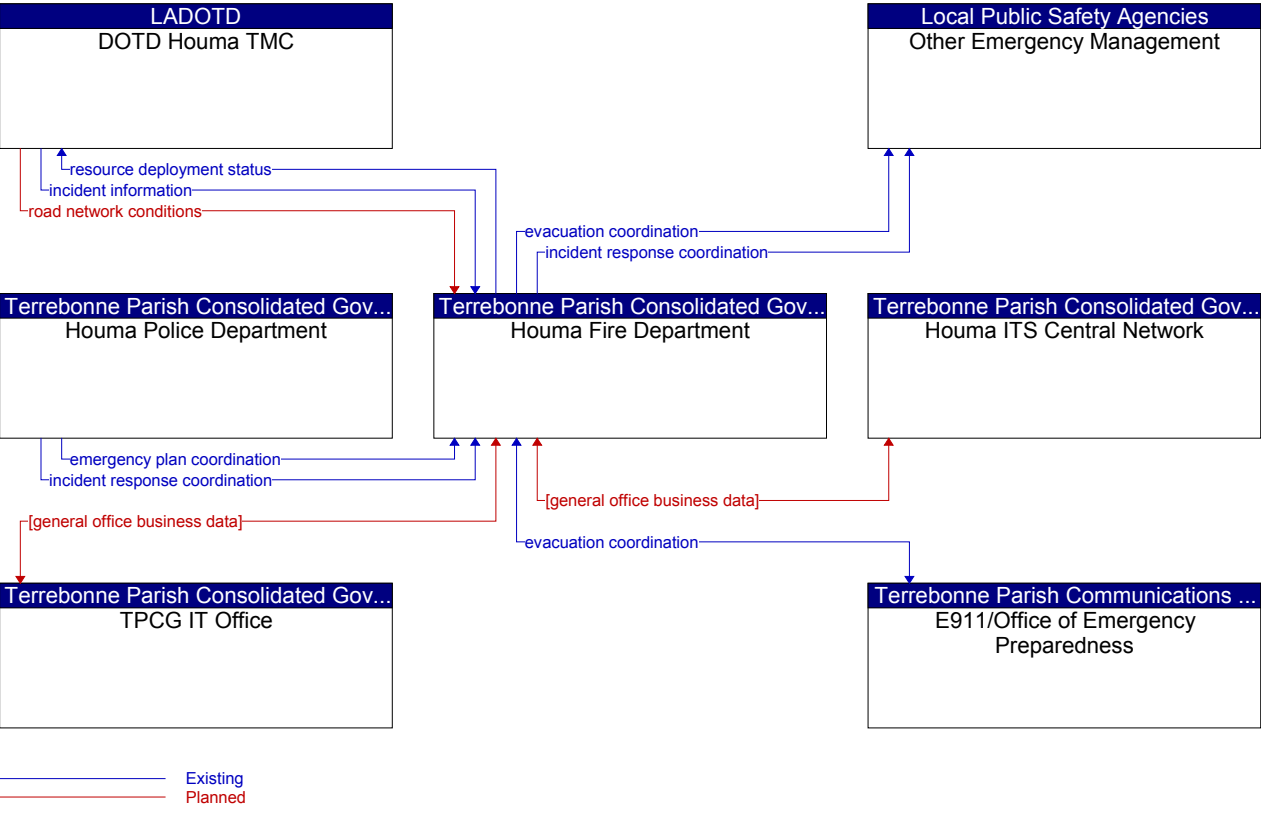 LADOTD
DOTD Houma TMC
Local Public Safety Agencies
Other Emergency Management
resource deployment status
incident information
road network conditions
evacuation coordination
incident response coordination
Terrebonne Parish Consolidated Gov...
Houma Police Department
Terrebonne Parish Consolidated Gov...
Houma Fire Department
Terrebonne Parish Consolidated Gov...
Houma ITS Central Network
emergency plan coordination
incident response coordination
[general office business data]
[general office business data]
evacuation coordination
Terrebonne Parish Consolidated Gov...
TPCG IT Office
Terrebonne Parish Communications ...
E911/Office of Emergency
Preparedness
Existing
Planned